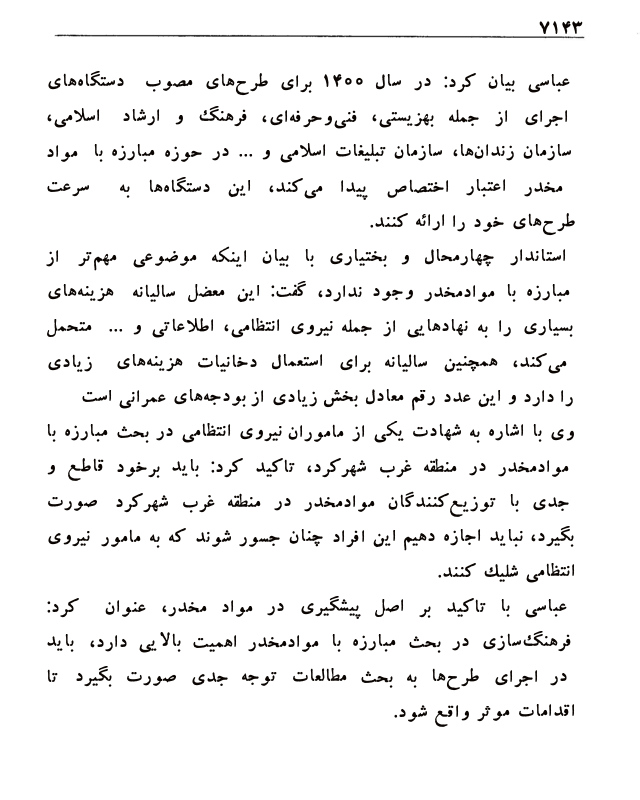 ۷۱۴۳
عباسی بیان کرد: در سال ۱۴۰۰ برای طرح‌های مصوب دستگاه‌های
اجرای از جمله بهزیستی، فنی‌وحرفه‌ای، فرهنگ و ارشاد اسلامی،
سازمان زندان‌ها، سازمان تبلیغات اسلامی و ... در حوزه مبارزه با مواد
مخدر اعتبار اختصاص پیدا می‌کند، این دستگاه‌ها به سرعت
طرح‌های خود را ارائه کنند.
استاندار چهارمحال و بختیاری با بیان اینکه موضوعی مهم‌تر از
مبارزه با موادمخدر وجود ندارد، گفت: این معضل سالیانه هزینه‌های
بسیاری را به نهادهایی از جمله نیروی انتظامی، اطلاعاتی و ... متحمل
می‌کند، همچنین سالیانه برای استعمال دخانیات هزینه‌های زیادی
را دارد و این عدد رقم معادل بخش زیادی از بودجه‌های عمرانی است
وی با اشاره به شهادت یکی از ماموران نیروی انتظامی در بحث مبارزه با
موادمخدر در منطقه غرب شهرکرد، تاکید کرد: باید برخود قاطع و
جدی با توزیع‌کنندگان موادمخدر در منطقه غرب شهرکرد صورت
بگیرد، نباید اجازه دهیم این افراد چنان جسور شوند که به مامور نیروی
انتظامی شلیك کنند.
عباسی با تاکید بر اصل پیشگیری در مواد مخدر، عنوان کرد:
فرهنگ‌سازی در بحث مبارزه با موادمخدر اهمیت بالایی دارد، باید
در اجرای طرح‌ها به بحث مطالعات توجه جدی صورت بگیرد تا
اقدامات موثر واقع شود.